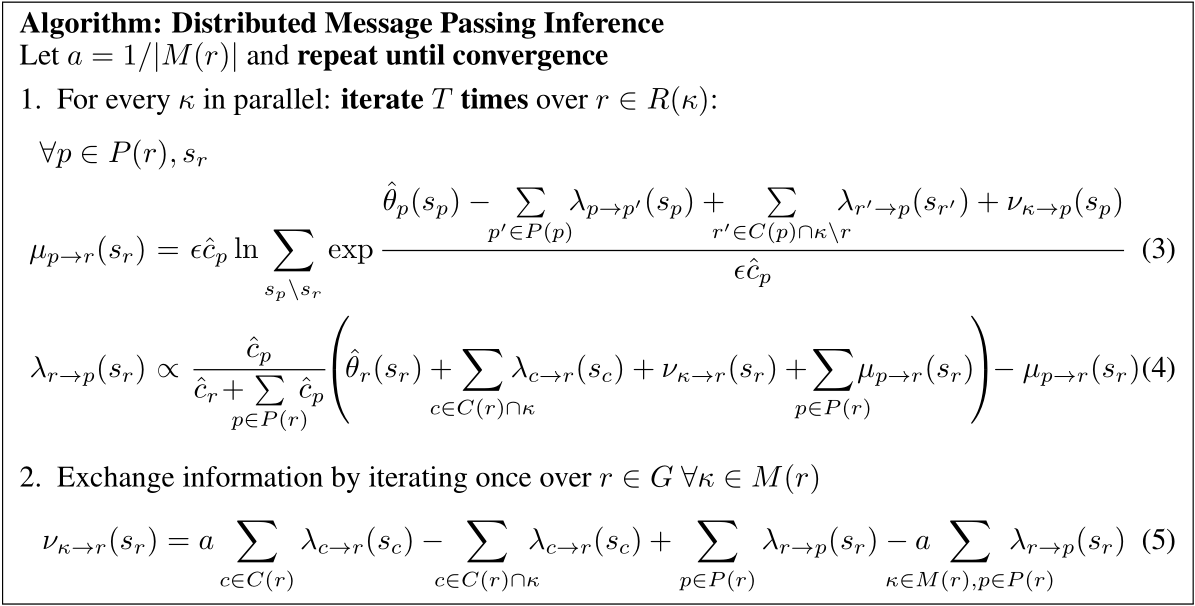 Algorithm: Distributed Message Passing Inference
Let $a = 1/|M(r)|$ and repeat until convergence
1. For every $\kappa$ in parallel: iterate $T$ times over $r \in R(\kappa)$:
$\forall p \in P(r), s_r$
$\mu_{p \to r}(s_r) = \epsilon \hat{c}_p \ln \sum_{s_p \setminus s_r} \exp \frac{\hat{\theta}_p(s_p) - \sum_{p' \in P(p)} \lambda_{p \to p'}(s_p) + \sum_{r' \in C(p) \cap \kappa \setminus r} \lambda_{r' \to p}(s_{r'}) + \nu_{\kappa \to p}(s_p)}{\epsilon \hat{c}_p}$ (3)
$\lambda_{r \to p}(s_r) \propto \frac{\hat{c}_p}{\hat{c}_r + \sum_{p \in P(r)} \hat{c}_p} \left( \hat{\theta}_r(s_r) + \sum_{c \in C(r) \cap \kappa} \lambda_{c \to r}(s_c) + \nu_{\kappa \to r}(s_r) + \sum_{p \in P(r)} \mu_{p \to r}(s_r) \right) - \mu_{p \to r}(s_r)$ (4)
2. Exchange information by iterating once over $r \in G$ $\forall \kappa \in M(r)$
$\nu_{\kappa \to r}(s_r) = a \sum_{c \in C(r)} \lambda_{c \to r}(s_c) - \sum_{c \in C(r) \cap \kappa} \lambda_{c \to r}(s_c) + \sum_{p \in P(r)} \lambda_{r \to p}(s_r) - a \sum_{\kappa \in M(r), p \in P(r)} \lambda_{r \to p}(s_r)$ (5)